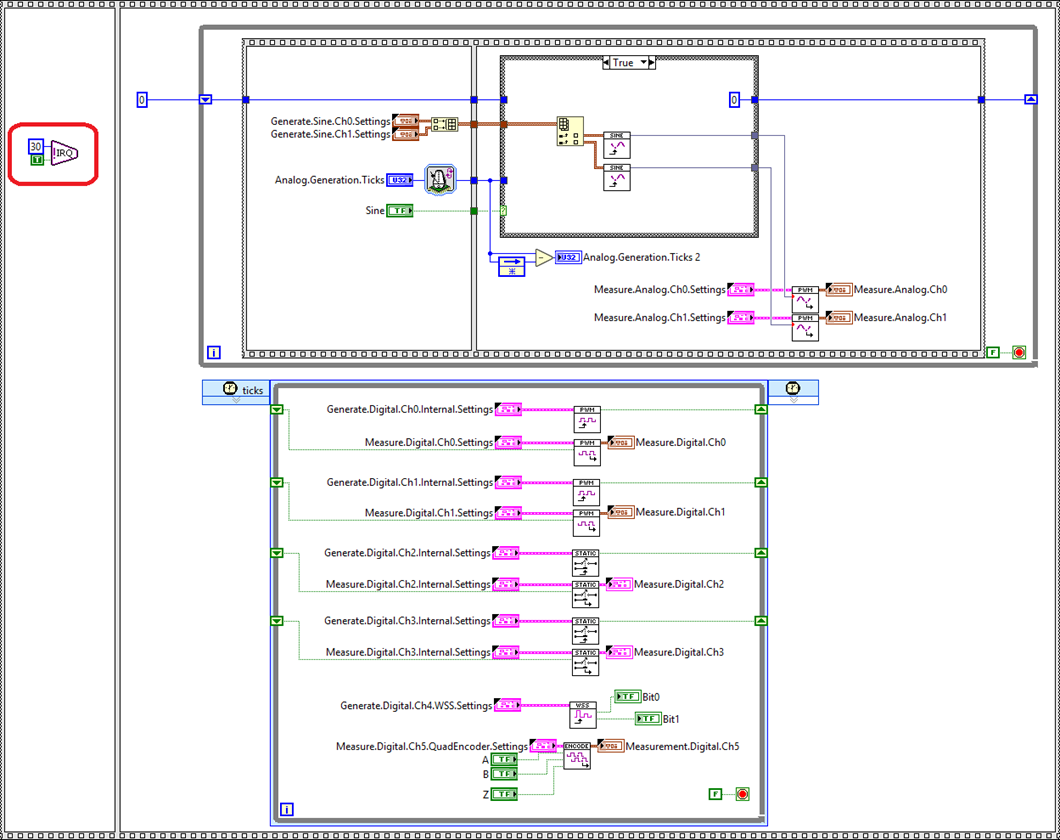 True
0
0
Generate.Sine.Ch0.Settings
Generate.Sine.Ch1.Settings
SINE
30
T
!IRQ
SINE
Analog.Generation.Ticks
U32
Sine
TF
U32
Analog.Generation.Ticks 2
Measure.Analog.Ch0.Settings
PWM
Measure.Analog.Ch0
Measure.Analog.Ch1.Settings
PWM
Measure.Analog.Ch1
i
F
ticks
Generate.Digital.Ch0.Internal.Settings
PWM
Measure.Digital.Ch0.Settings
PWM
Measure.Digital.Ch0
Generate.Digital.Ch1.Internal.Settings
PWM
Measure.Digital.Ch1.Settings
PWM
Measure.Digital.Ch1
Generate.Digital.Ch2.Internal.Settings
STATIC
Measure.Digital.Ch2.Internal.Settings
STATIC
Measure.Digital.Ch2
Generate.Digital.Ch3.Internal.Settings
STATIC
Measure.Digital.Ch3.Internal.Settings
STATIC
Measure.Digital.Ch3
TF
Bit0
Generate.Digital.Ch4.WSS.Settings
WSS
TF
Bit1
Measure.Digital.Ch5.QuadEncoder.Settings
ENCODE
Measurement.Digital.Ch5
A
TF
B
TF
Z
TF
F
i